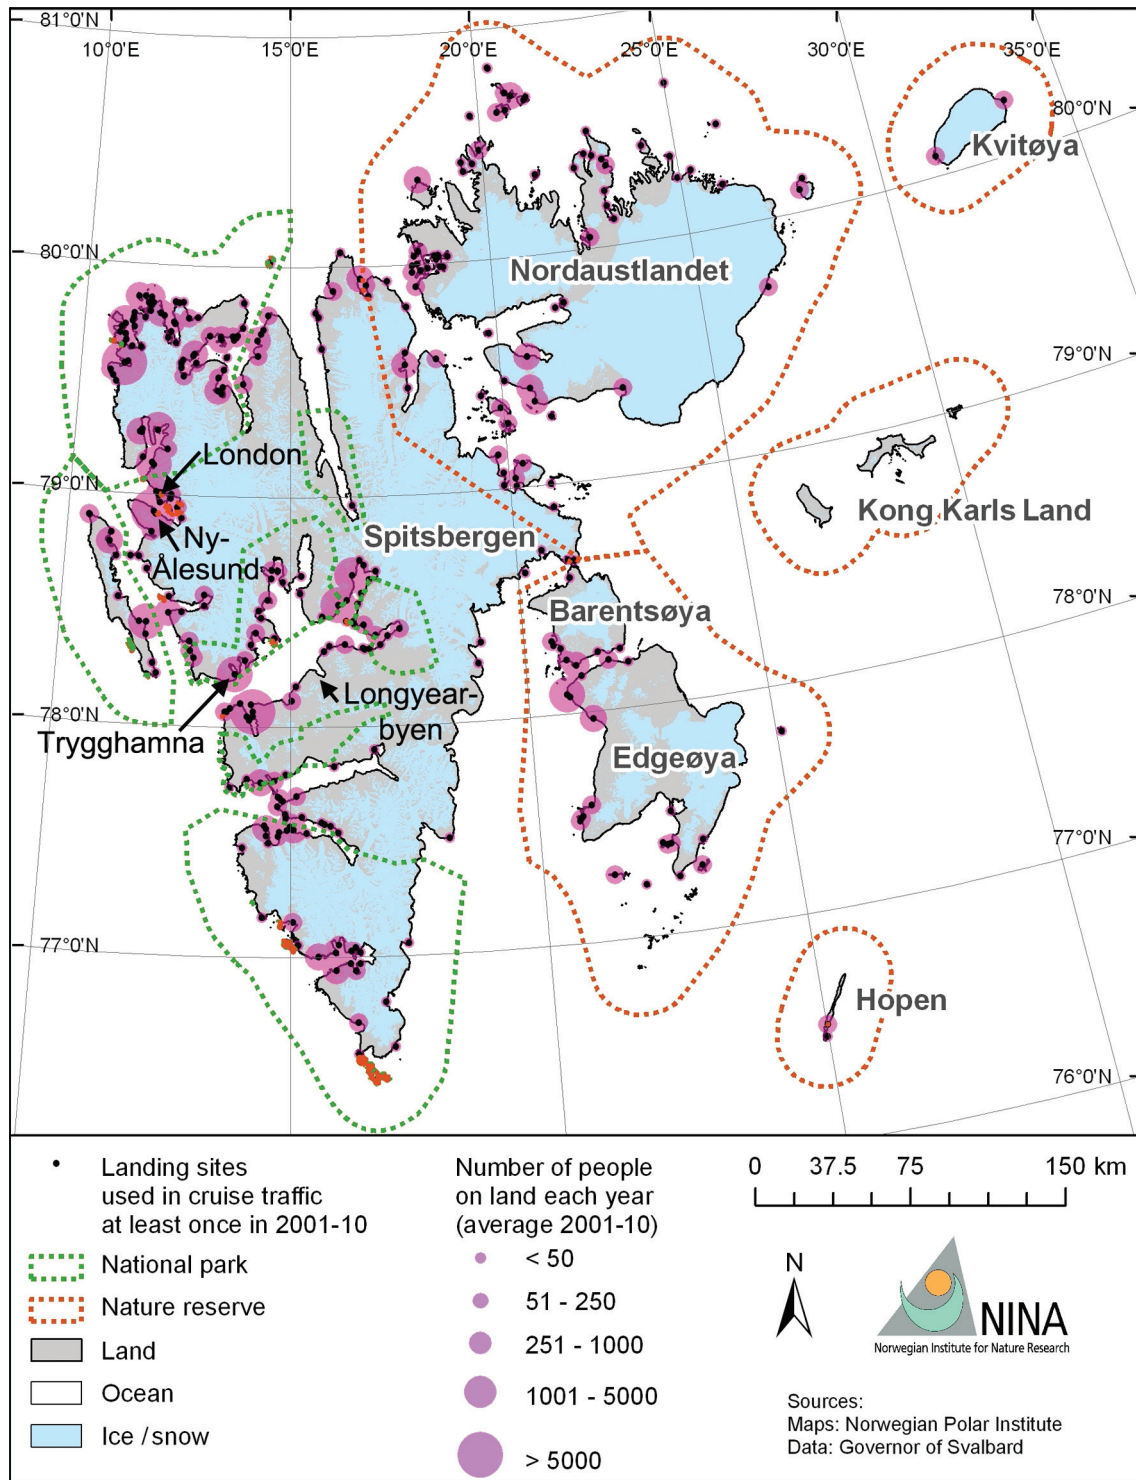 81°0'N
10°0'E
15°0'E
20°0'E
25°0'E
30°0'E
35°0'E
80°0'N
Kvitøya
80°0'N
Nordaustlandet
79°0'N
London
79°0'N
Kong Karls Land
Spitsbergen
Ny-
Ålesund
78°0'N
Barentsøya
Longyear-
byen
78°0'N
Trygghamna
Edgeøya
77°0'N
77°0'N
Hopen
76°0'N
Landing sites
used in cruise traffic
at least once in 2001-10
National park
Nature reserve
Land
Ocean
Ice / snow
Number of people
on land each year
(average 2001-10)
< 50
51 - 250
251 - 1000
1001 - 5000
> 5000
0 37.5 75 150 km
N
NINA
Norwegian Institute for Nature Research
Sources:
Maps: Norwegian Polar Institute
Data: Governor of Svalbard